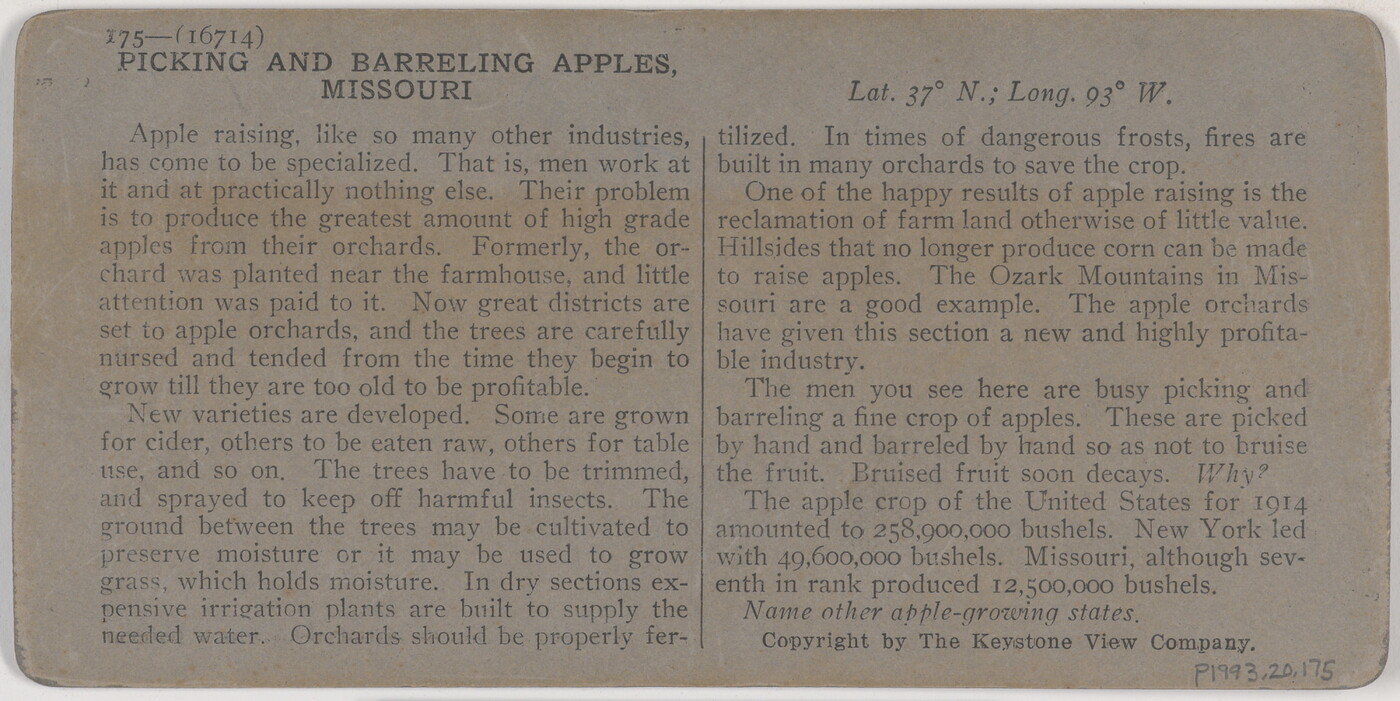 175—(16714)
PICKING AND BARRELING APPLES,
MISSOURI
Lat. 37° N.; Long. 93° W.
Apple raising, like so many other industries,
has come to be specialized. That is, men work at
it and at practically nothing else. Their problem
is to produce the greatest amount of high grade
apples from their orchards. Formerly, the or-
chard was planted near the farmhouse, and little
attention was paid to it. Now great districts are
set to apple orchards, and the trees are carefully
nursed and tended from the time they begin to
grow till they are too old to be profitable.
New varieties are developed. Some are grown
for cider, others to be eaten raw, others for table
use, and so on. The trees have to be trimmed,
and sprayed to keep off harmful insects. The
ground between the trees may be cultivated to
preserve moisture or it may be used to grow
grass, which holds moisture. In dry sections ex-
pensive irrigation plants are built to supply the
needed water. Orchards should be properly fer-
tilized. In times of dangerous frosts, fires are
built in many orchards to save the crop.
One of the happy results of apple raising is the
reclamation of farm land otherwise of little value.
Hillsides that no longer produce corn can be made
to raise apples. The Ozark Mountains in Mis-
souri are a good example. The apple orchards
have given this section a new and highly profita-
ble industry.
The men you see here are busy picking and
barreling a fine crop of apples. These are picked
by hand and barreled by hand so as not to bruise
the fruit. Bruised fruit soon decays. Why?
The apple crop of the United States for 1914
amounted to 258,900,000 bushels. New York led
with 49,600,000 bushels. Missouri, although sev-
enth in rank produced 12,500,000 bushels.
Name other apple-growing states.
Copyright by The Keystone View Company.
P1993.20.175